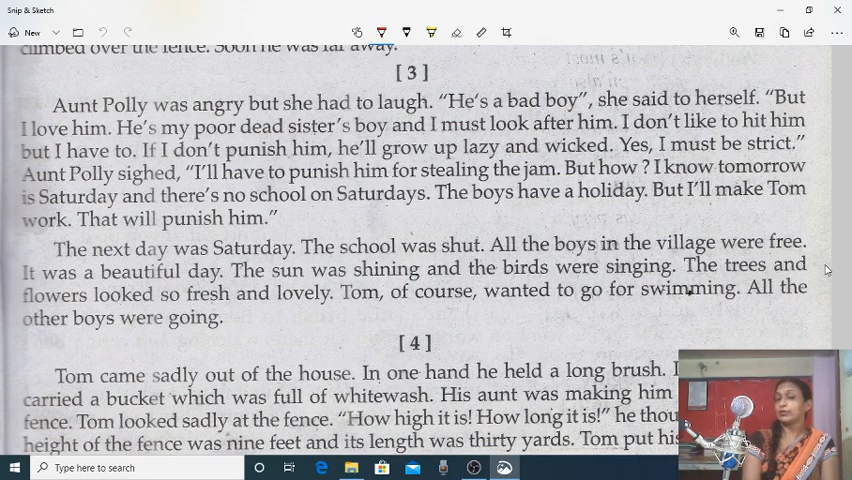 Snip & Sketch
New
climbed over the fence. Soon he was far away.
[3]
Aunt Polly was angry but she had to laugh. “He’s a bad boy”, she said to herself. “But
I love him. He’s my poor dead sister’s boy and I must look after him. I don’t like to hit him
but I have to. If I don’t punish him, he’ll grow up lazy and wicked. Yes, I must be strict.”
Aunt Polly sighed, “I’ll have to punish him for stealing the jam. But how ? I know tomorrow
is Saturday and there’s no school on Saturdays. The boys have a holiday. But I’ll make Tom
work. That will punish him.”
The next day was Saturday. The school was shut. All the boys in the village were free.
It was a beautiful day. The sun was shining and the birds were singing. The trees and
flowers looked so fresh and lovely. Tom, of course, wanted to go for swimming. All the
other boys were going.
[4]
Tom came sadly out of the house. In one hand he held a long brush.
carried a bucket which was full of whitewash. His aunt was making him
fence. Tom looked sadly at the fence. “How high it is! How long it is!” he
height of the fence was nine feet and its length was thirty yards. Tom put his
Type here to search